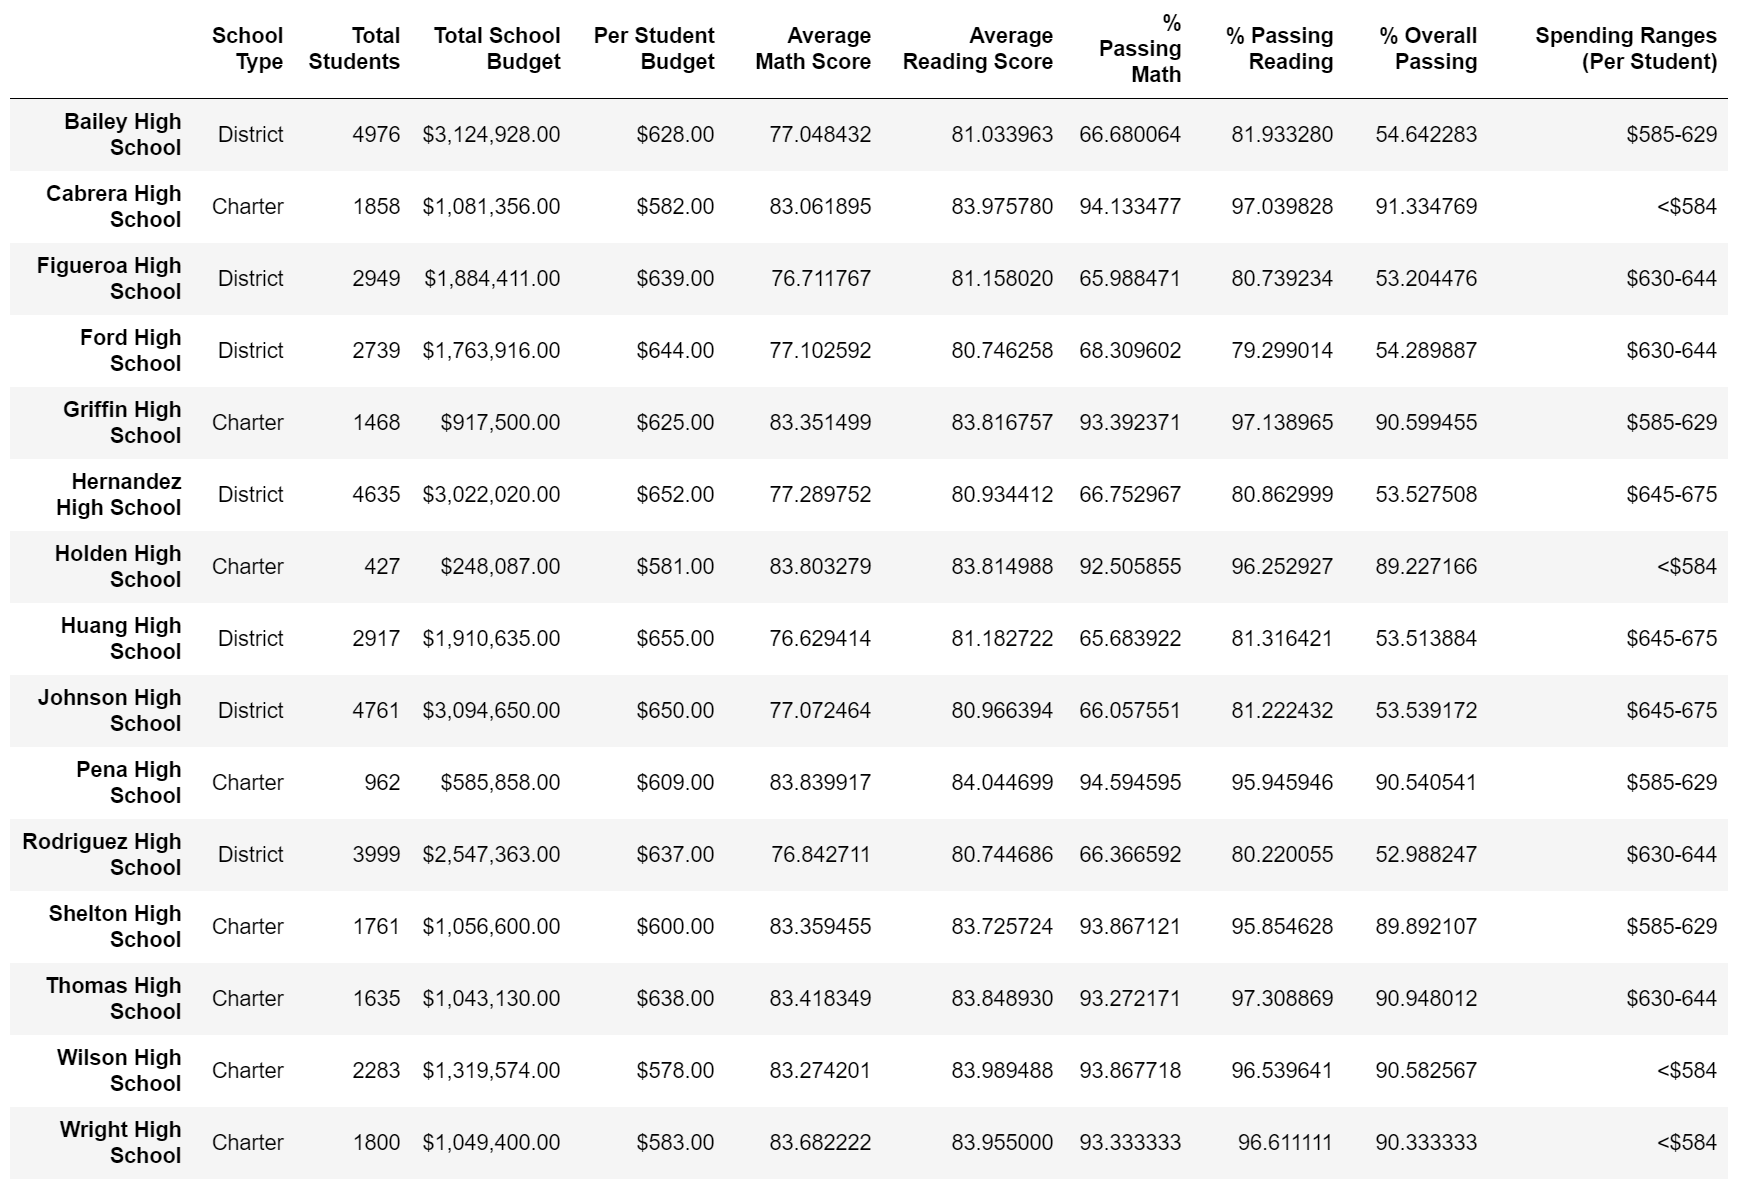 School Type Total Students Total School Budget Per Student Budget Average Math Score Average Reading Score % Passing Math % Passing Reading % Overall Passing Spending Ranges (Per Student)
Bailey High School District 4976 $3,124,928.00 $628.00 77.048432 81.033963 66.680064 81.933280 54.642283 $585-629
Cabrera High School Charter 1858 $1,081,356.00 $582.00 83.061895 83.975780 94.133477 97.039828 91.334769 <$584
Figueroa High School District 2949 $1,884,411.00 $639.00 76.711767 81.158020 65.988471 80.739234 53.204476 $630-644
Ford High School District 2739 $1,763,916.00 $644.00 77.102592 80.746258 68.309602 79.299014 54.289887 $630-644
Griffin High School Charter 1468 $917,500.00 $625.00 83.351499 83.816757 93.392371 97.138965 90.599455 $585-629
Hernandez High School District 4635 $3,022,020.00 $652.00 77.289752 80.934412 66.752967 80.862999 53.527508 $645-675
Holden High School Charter 427 $248,087.00 $581.00 83.803279 83.814988 92.505855 96.252927 89.227166 <$584
Huang High School District 2917 $1,910,635.00 $655.00 76.629414 81.182722 65.683922 81.316421 53.513884 $645-675
Johnson High School District 4761 $3,094,650.00 $650.00 77.072464 80.966394 66.057551 81.222432 53.539172 $645-675
Pena High School Charter 962 $585,858.00 $609.00 83.839917 84.044699 94.594595 95.945946 90.540541 $585-629
Rodriguez High School District 3999 $2,547,363.00 $637.00 76.842711 80.744686 66.366592 80.220055 52.988247 $630-644
Shelton High School Charter 1761 $1,056,600.00 $600.00 83.359455 83.725724 93.867121 95.854628 89.892107 $585-629
Thomas High School Charter 1635 $1,043,130.00 $638.00 83.418349 83.848930 93.272171 97.308869 90.948012 $630-644
Wilson High School Charter 2283 $1,319,574.00 $578.00 83.274201 83.989488 93.867718 96.539641 90.582567 <$584
Wright High School Charter 1800 $1,049,400.00 $583.00 83.682222 83.955000 93.333333 96.611111 90.333333 <$584